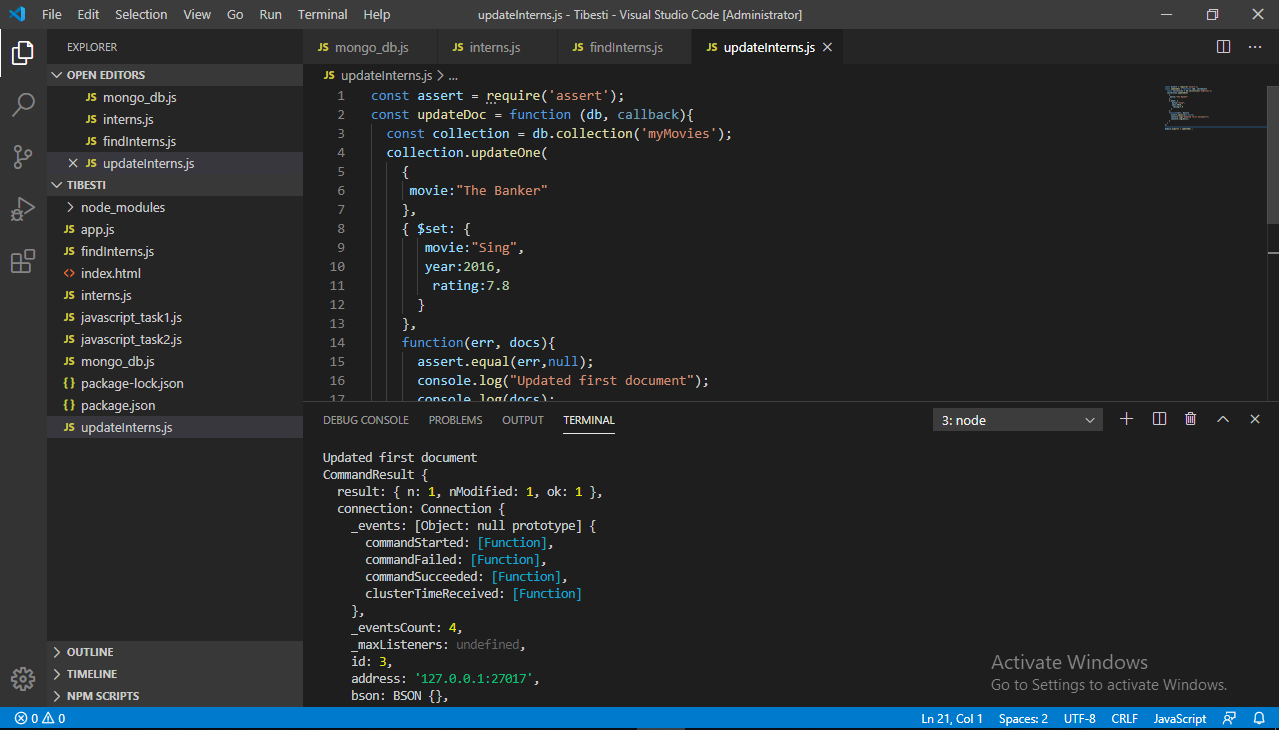 File Edit Selection View Go Run Terminal Help updateInterns.js - Tibesti - Visual Studio Code [Administrator]
EXPLORER
OPEN EDITORS
JS mongo_db.js
JS interns.js
JS findInterns.js
JS updateInterns.js
TIBESTI
node_modules
JS app.js
JS findInterns.js
<> index.html
JS interns.js
JS javascript_task1.js
JS javascript_task2.js
JS mongo_db.js
{} package-lock.json
{} package.json
JS updateInterns.js
OUTLINE
TIMELINE
NPM SCRIPTS
JS mongo_db.js JS interns.js JS findInterns.js JS updateInterns.js
JS updateInterns.js > ...
1 const assert = require('assert');
2 const updateDoc = function (db, callback){
3 const collection = db.collection('myMovies');
4 collection.updateOne(
5 {
6 movie:"The Banker"
7 },
8 { $set: {
9 movie:"Sing",
10 year:2016,
11 rating:7.8
12 }
13 },
14 function(err, docs){
15 assert.equal(err,null);
16 console.log("Updated first document");
17 console.log(docs);
DEBUG CONSOLE PROBLEMS OUTPUT TERMINAL 3: node
Updated first document
CommandResult {
result: { n: 1, nModified: 1, ok: 1 },
connection: Connection {
_events: [Object: null prototype] {
commandStarted: [Function],
commandFailed: [Function],
commandSucceeded: [Function],
clusterTimeReceived: [Function]
},
_eventsCount: 4,
_maxListeners: undefined,
id: 3,
address: '127.0.0.1:27017',
bson: BSON {},
Activate Windows
Go to Settings to activate Windows.
0 0 Ln 21, Col 1 Spaces: 2 UTF-8 CRLF JavaScript